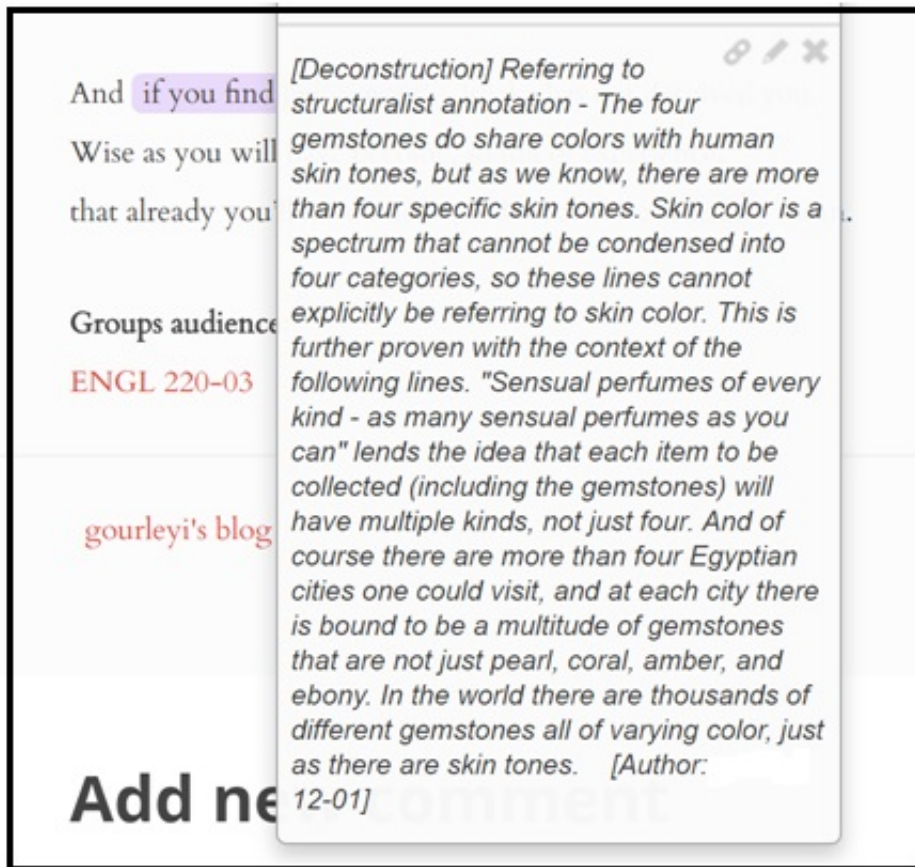 And if you find
Wise as you will
that already you'
Groups audience
ENGL 220-03
gourleyi's blog
Add new comment
[Deconstruction] Referring to
structuralist annotation - The four
gemstones do share colors with human
skin tones, but as we know, there are more
than four specific skin tones. Skin color is a
spectrum that cannot be condensed into
four categories, so these lines cannot
explicitly be referring to skin color. This is
further proven with the context of the
following lines. "Sensual perfumes of every
kind - as many sensual perfumes as you
can" lends the idea that each item to be
collected (including the gemstones) will
have multiple kinds, not just four. And of
course there are more than four Egyptian
cities one could visit, and at each city there
is bound to be a multitude of gemstones
that are not just pearl, coral, amber, and
ebony. In the world there are thousands of
different gemstones all of varying color, just
as there are skin tones. [Author:
12-01]